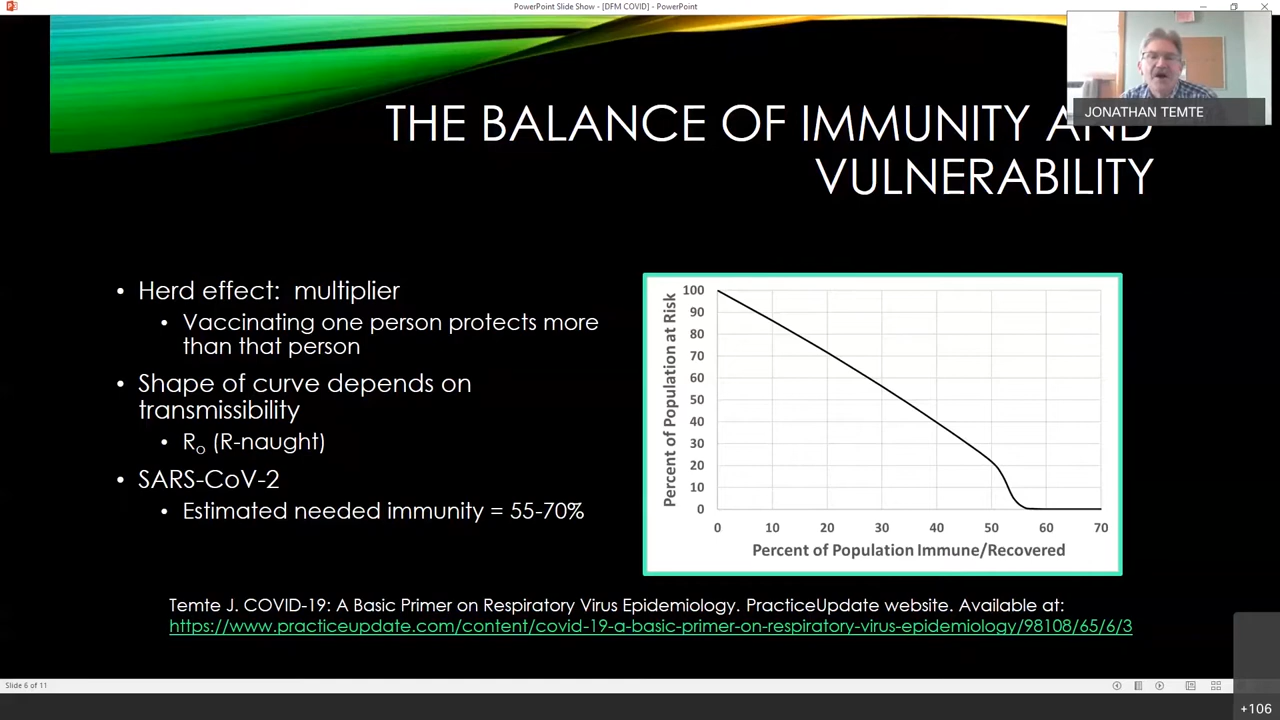 PowerPoint Slide Show - [DFM COVID] - PowerPoint
JONATHAN TEMTE
THE BALANCE OF IMMUNITY AND
VULNERABILITY
• Herd effect: multiplier
• Vaccinating one person protects more
than that person
• Shape of curve depends on
transmissibility
• Ro (R-naught)
• SARS-CoV-2
• Estimated needed immunity = 55-70%
Percent of Population at Risk
100
90
80
70
60
50
40
30
20
10
0
0 10 20 30 40 50 60 70
Percent of Population Immune/Recovered
Temte J. COVID-19: A Basic Primer on Respiratory Virus Epidemiology. PracticeUpdate website. Available at:
https://www.practiceupdate.com/content/covid-19-a-basic-primer-on-respiratory-virus-epidemiology/98108/65/6/3
Slide 6 of 11
+106